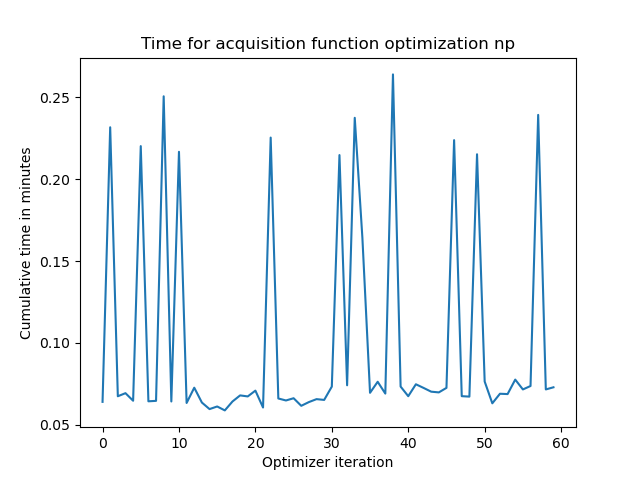 Time for acquisition function optimization np
Cumulative time in minutes
0.25
0.20
0.15
0.10
0.05
0 10 20 30 40 50 60
Optimizer iteration